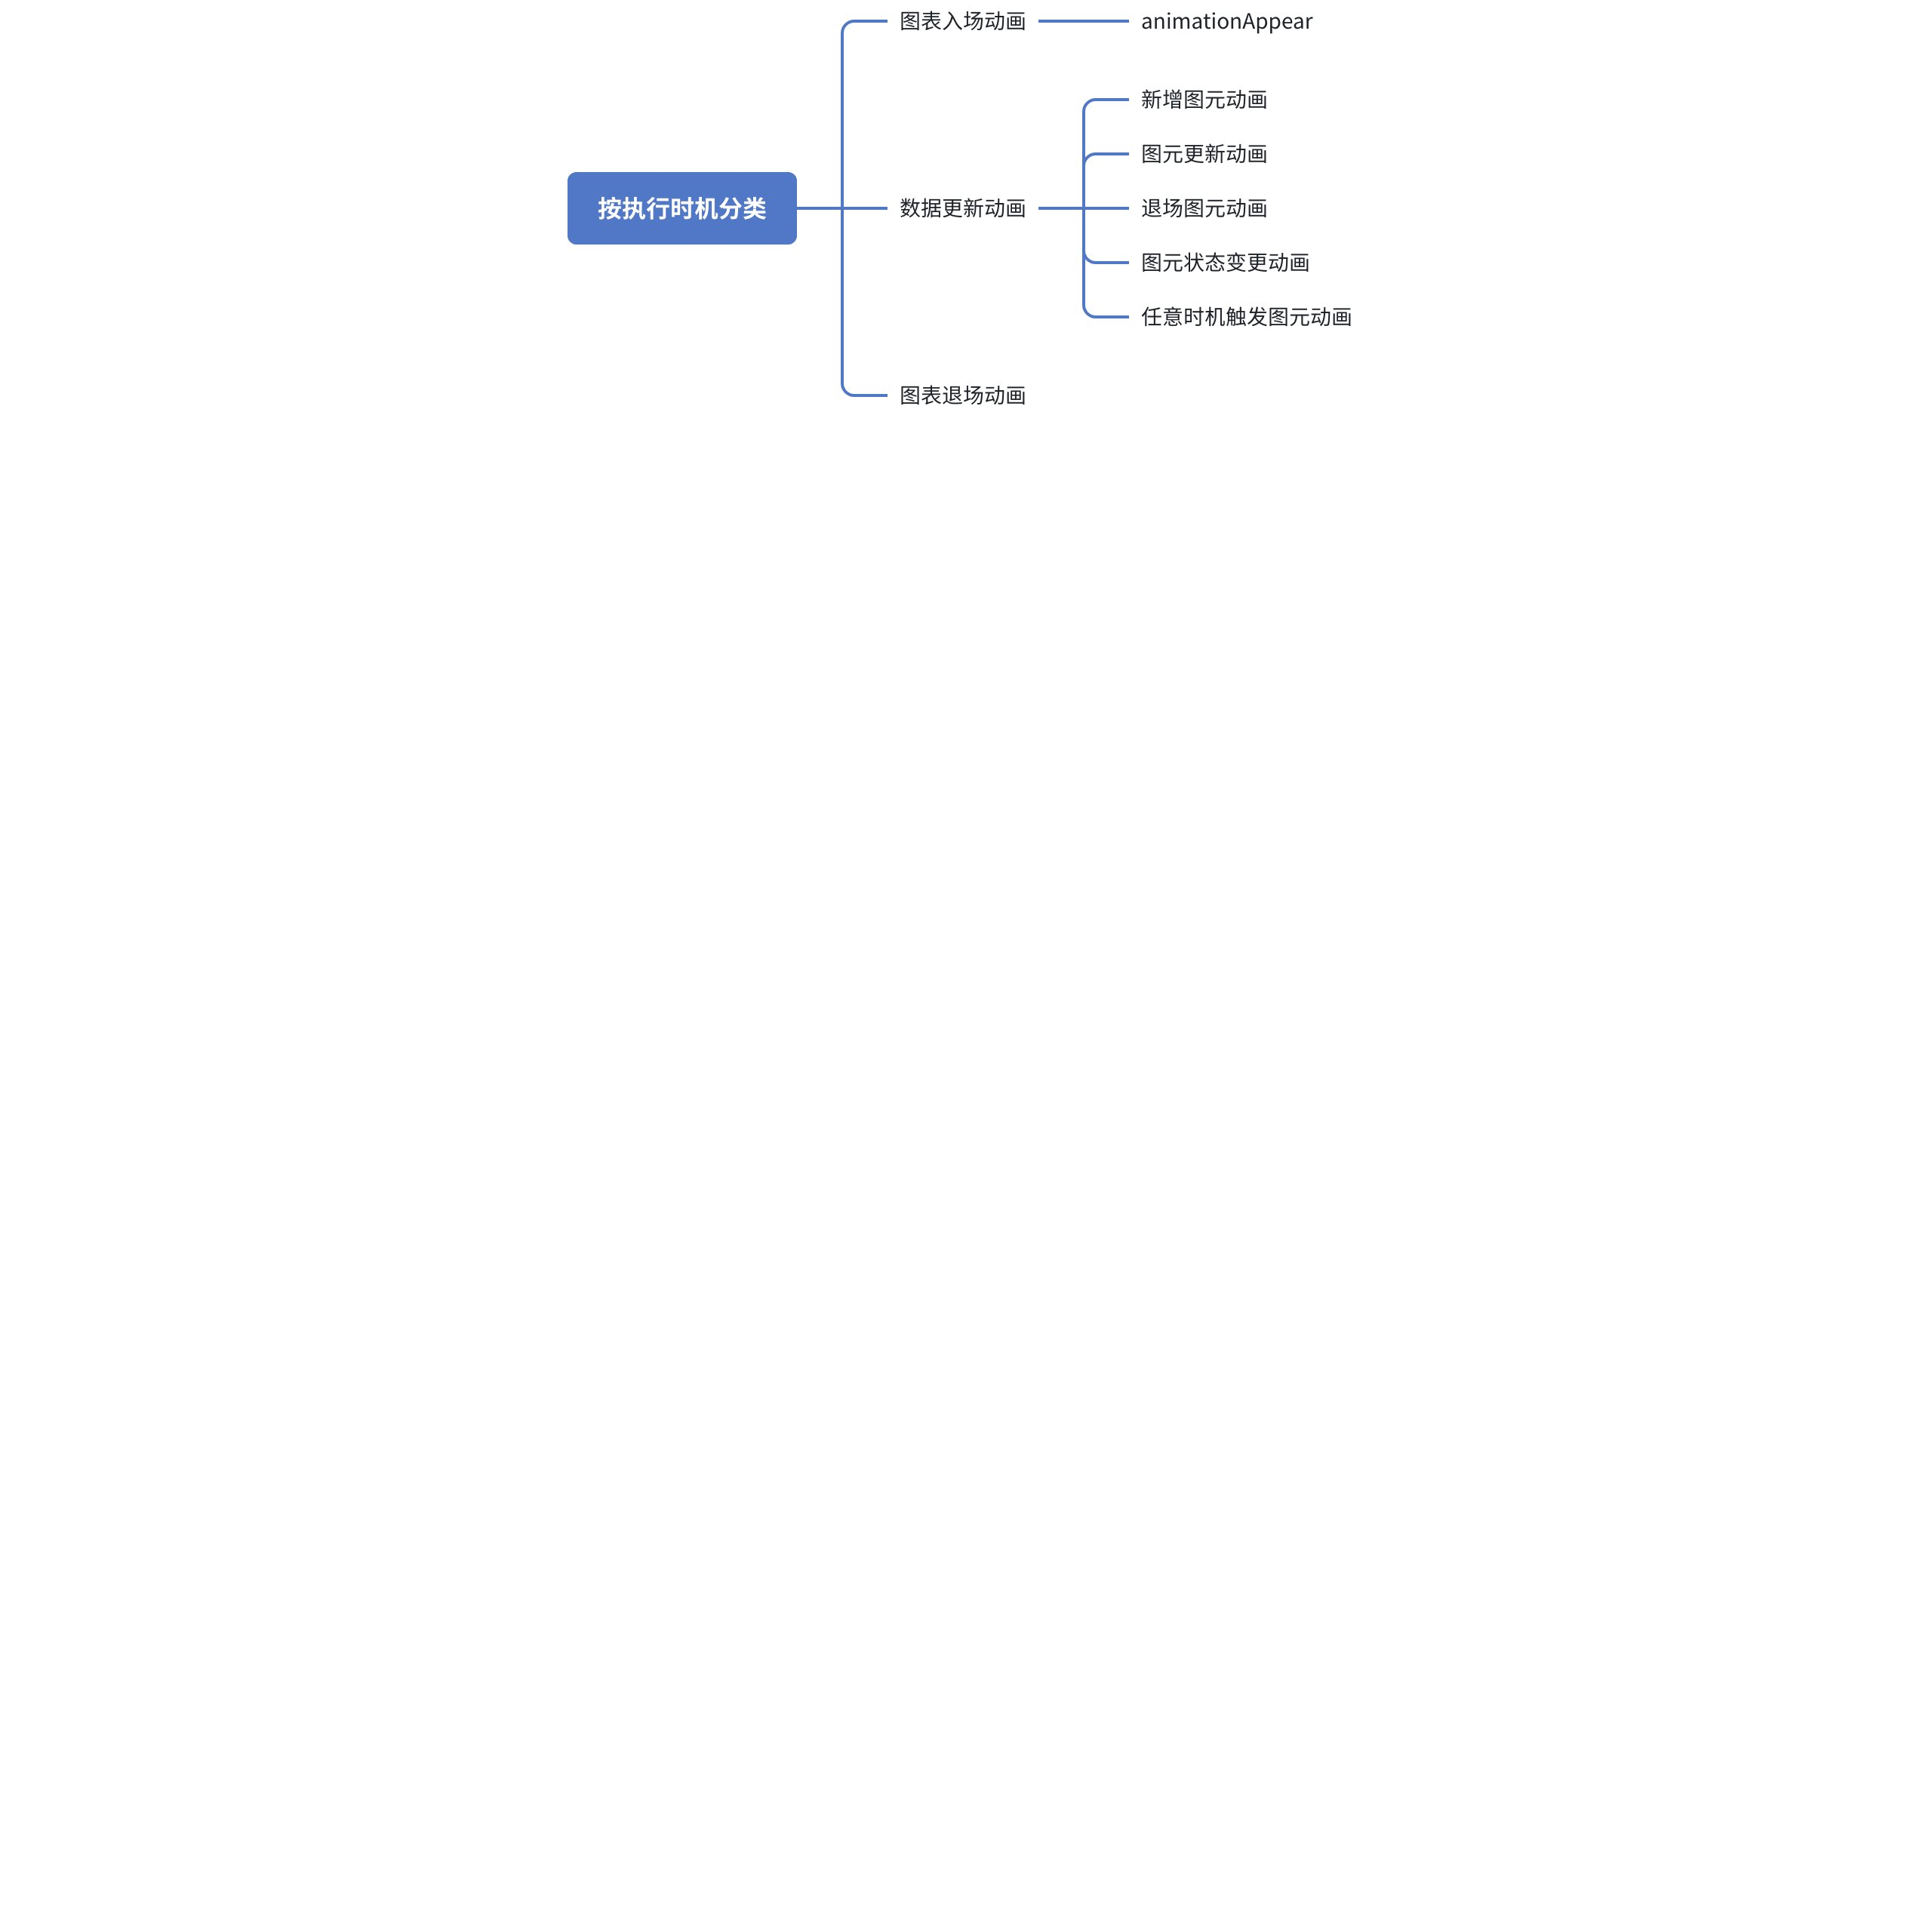 按执行时机分类
图表入场动画
animationAppear
数据更新动画
新增图元动画
图元更新动画
退场图元动画
图元状态变更动画
任意时机触发图元动画
图表退场动画